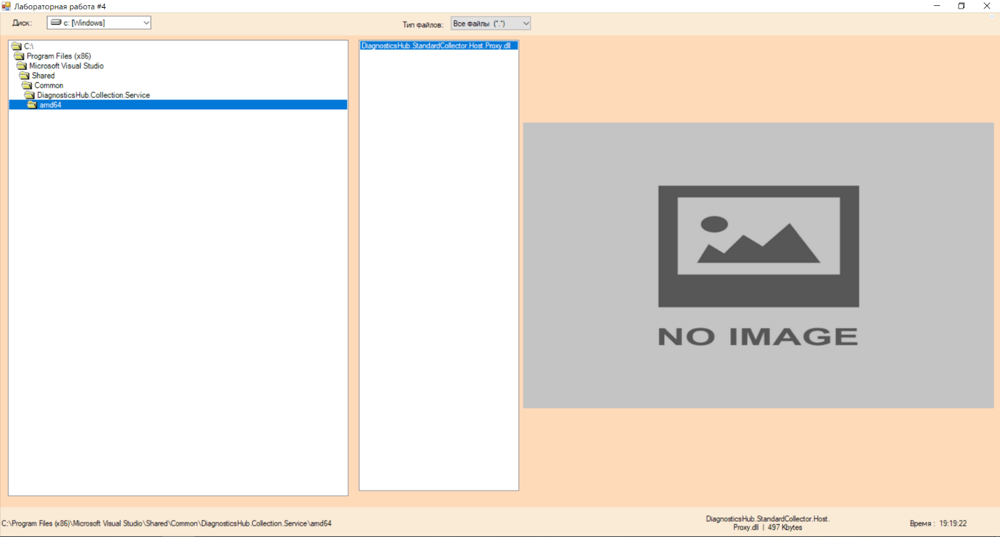 Лабораторная работа #4
Диск: c: [Windows]
Тип файлов: Все файлы (*.*)
C:\
Program Files (x86)
Microsoft Visual Studio
Shared
Common
DiagnosticsHub.Collection.Service
amd64
DiagnosticsHub.StandardCollector.Host.Proxy.dll
NO IMAGE
C:\Program Files (x86)\Microsoft Visual Studio\Shared\Common\DiagnosticsHub.Collection.Service\amd64
DiagnosticsHub.StandardCollector.Host.
Proxy.dll | 497 Kbytes
Время : 19:19:22